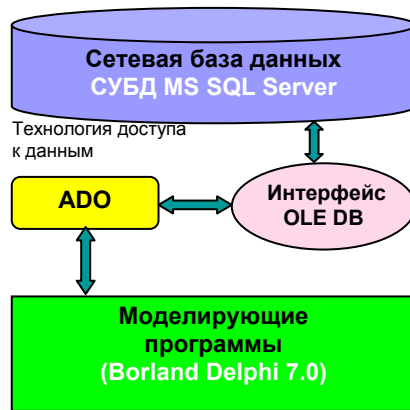 Сетевая база данных
СУБД MS SQL Server
Технология доступа
к данным
ADO
Интерфейс
OLE DB
Моделирующие
программы
(Borland Delphi 7.0)